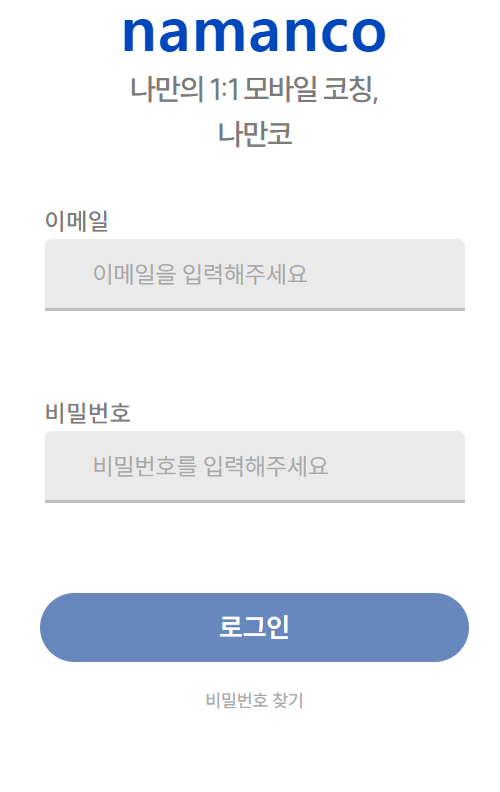 namanco
나만의 1:1 모바일 코칭,
나만코
이메일
이메일을 입력해주세요
비밀번호
비밀번호를 입력해주세요
로그인
비밀번호 찾기